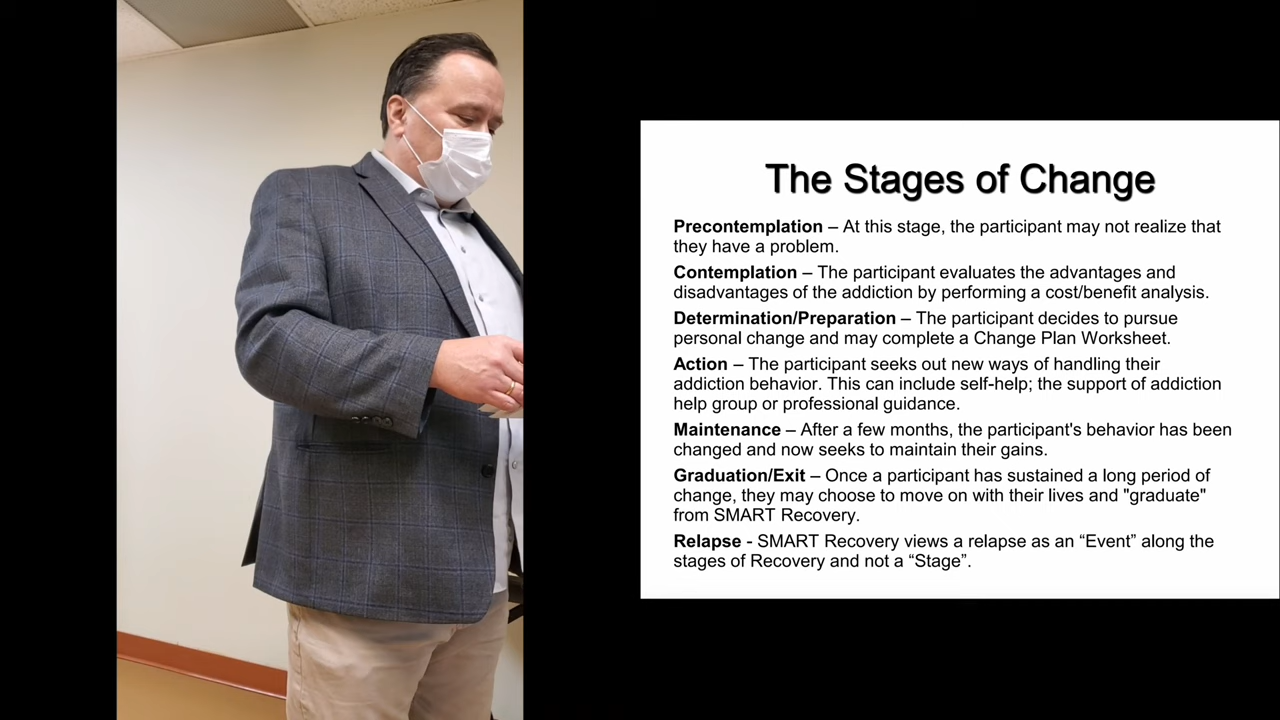 The Stages of Change
Precontemplation – At this stage, the participant may not realize that
they have a problem.
Contemplation – The participant evaluates the advantages and
disadvantages of the addiction by performing a cost/benefit analysis.
Determination/Preparation – The participant decides to pursue
personal change and may complete a Change Plan Worksheet.
Action – The participant seeks out new ways of handling their
addiction behavior. This can include self-help; the support of addiction
help group or professional guidance.
Maintenance – After a few months, the participant's behavior has been
changed and now seeks to maintain their gains.
Graduation/Exit – Once a participant has sustained a long period of
change, they may choose to move on with their lives and "graduate"
from SMART Recovery.
Relapse - SMART Recovery views a relapse as an “Event” along the
stages of Recovery and not a “Stage”.